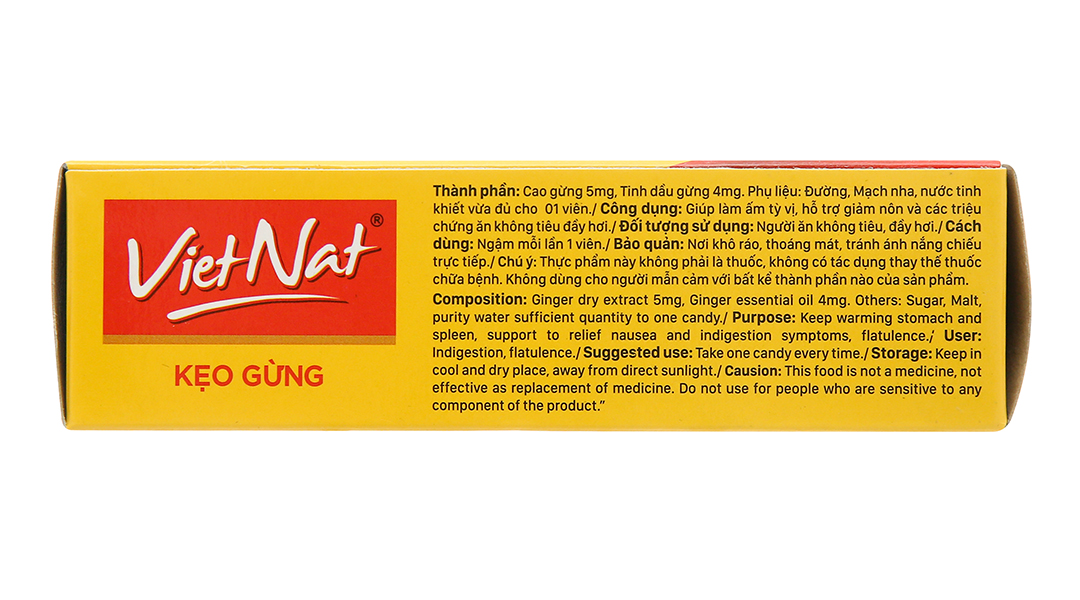 VietNat®
KẸO GỪNG
Thành phần: Cao gừng 5mg, Tinh dầu gừng 4mg. Phụ liệu: Đường, Mạch nha, nước tinh
khiết vừa đủ cho 01 viên./ Công dụng: Giúp làm ấm tỳ vị, hỗ trợ giảm nôn và các triệu
chứng ăn không tiêu đầy hơi./ Đối tượng sử dụng: Người ăn không tiêu, đầy hơi./ Cách
dùng: Ngậm mỗi lần 1 viên./ Bảo quản: Nơi khô ráo, thoáng mát, tránh ánh nắng chiếu
trực tiếp./ Chú ý: Thực phẩm này không phải là thuốc, không có tác dụng thay thế thuốc
chữa bệnh. Không dùng cho người mẫn cảm với bất kể thành phần nào của sản phẩm.
Composition: Ginger dry extract 5mg, Ginger essential oil 4mg. Others: Sugar, Malt,
purity water sufficient quantity to one candy./ Purpose: Keep warming stomach and
spleen, support to relief nausea and indigestion symptoms, flatulence./ User:
Indigestion, flatulence./ Suggested use: Take one candy every time./ Storage: Keep in
cool and dry place, away from direct sunlight./ Causion: This food is not a medicine, not
effective as replacement of medicine. Do not use for people who are sensitive to any
component of the product.”